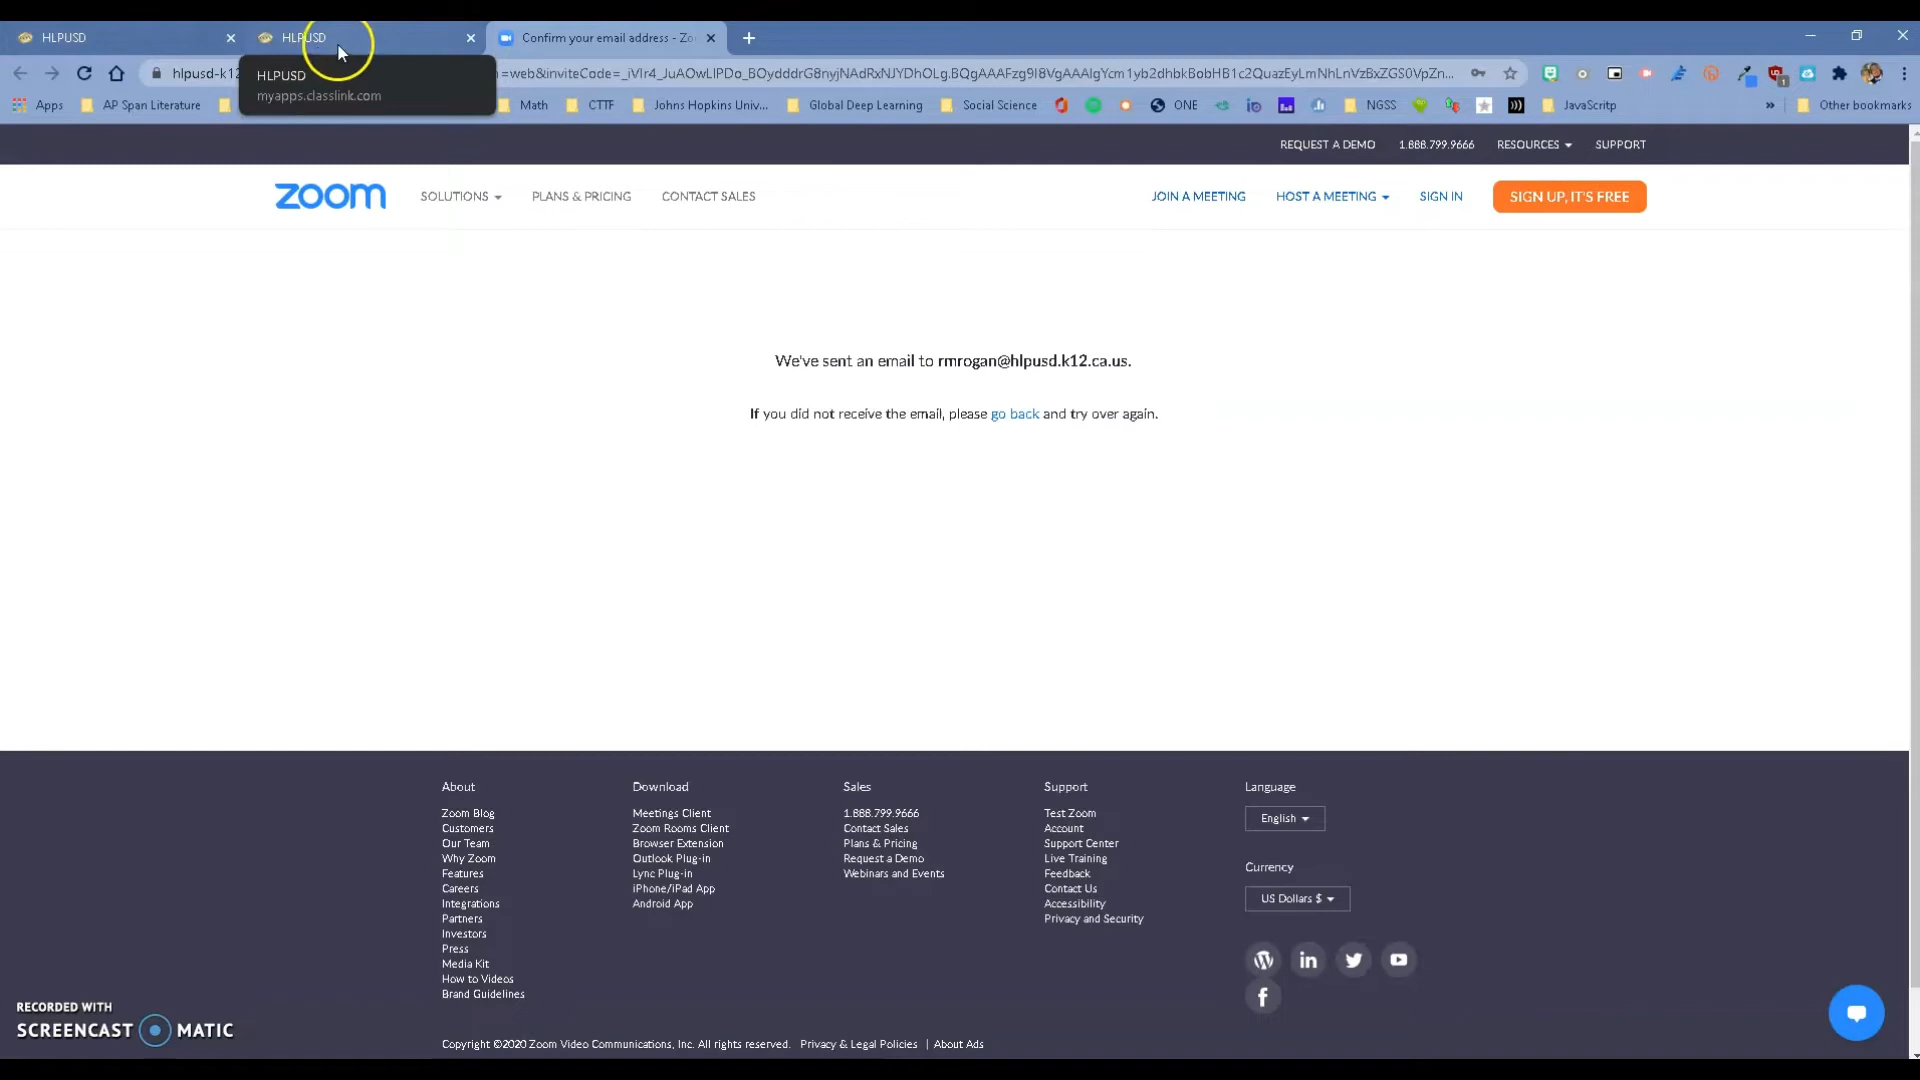 HLPUSD
HLPUSD
Confirm your email address - Zo
HLPUSD
myapps.classlink.com
hlpusd-k12
=web&inviteCode=_iVIr4_JuAOwLIPDo_BOydddrG8nyjNAdRxNJYDhOLg.BQgAAAFzg9I8VgAAAlgYcm1yb2dhbkBobHB1c2QuazEyLmNhLnVzBxZGS0VpZn...
Apps
AP Span Literature
Math
CTTF
Johns Hopkins Univ...
Global Deep Learning
Social Science
ONE
NGSS
JavaScritp
»
Other bookmarks
REQUEST A DEMO
1.888.799.9666
RESOURCES
SUPPORT
zoom
SOLUTIONS
PLANS & PRICING
CONTACT SALES
JOIN A MEETING
HOST A MEETING
SIGN IN
SIGN UP, IT'S FREE
We've sent an email to rmrogan@hlpusd.k12.ca.us.
If you did not receive the email, please go back and try over again.
About
Zoom Blog
Customers
Our Team
Why Zoom
Features
Careers
Integrations
Partners
Investors
Press
Media Kit
How to Videos
Brand Guidelines
Download
Meetings Client
Zoom Rooms Client
Browser Extension
Outlook Plug-in
Lync Plug-in
iPhone/iPad App
Android App
Sales
1.888.799.9666
Contact Sales
Plans & Pricing
Request a Demo
Webinars and Events
Support
Test Zoom
Account
Support Center
Live Training
Feedback
Contact Us
Accessibility
Privacy and Security
Language
English
Currency
US Dollars $
Copyright ©2020 Zoom Video Communications, Inc. All rights reserved. Privacy & Legal Policies | About Ads
RECORDED WITH
SCREENCAST MATIC